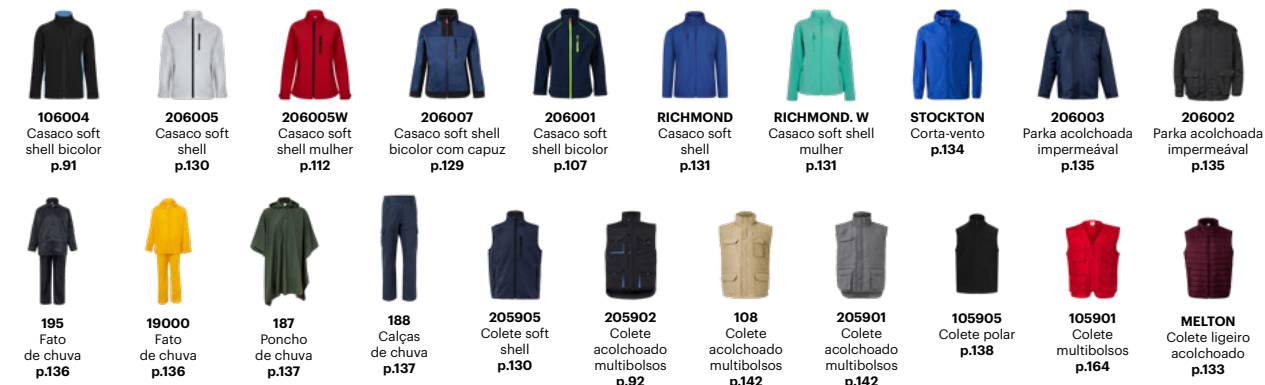 106004
Casaco soft
shell bicolor
p.91
206005
Casaco soft
shell
p.130
206005W
Casaco soft
shell mulher
p.112
206007
Casaco soft shell
bicolor com capuz
p.129
206001
Casaco soft
shell bicolor
p.107
RICHMOND
Casaco soft
shell
p.131
RICHMOND. W
Casaco soft shell
mulher
p.131
STOCKTON
Corta-vento
p.134
206003
Parka acolchoada
impermeável
p.135
206002
Parka acolchoada
impermeável
p.135
195
Fato
de chuva
p.136
19000
Fato
de chuva
p.136
187
Poncho
de chuva
p.137
188
Calças
de chuva
p.137
205905
Colete soft
shell
p.130
205902
Colete
acolchoado
multibolsos
p.92
108
Colete
acolchoado
multibolsos
p.142
205901
Colete
acolchoado
multibolsos
p.142
105905
Colete polar
p.138
105901
Colete
multibolsos
p.164
MELTON
Colete ligeiro
acolchoado
p.133